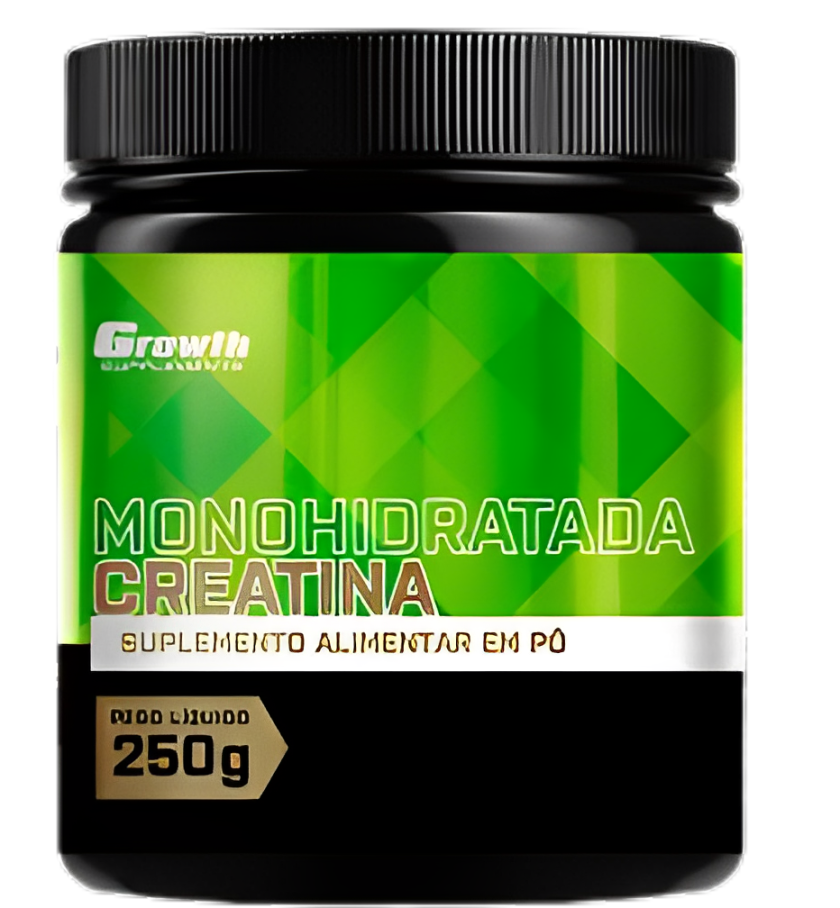 Growth
MONOHIDRATADA
CREATINA
SUPLEMENTO ALIMENTAR EM PÓ
250g